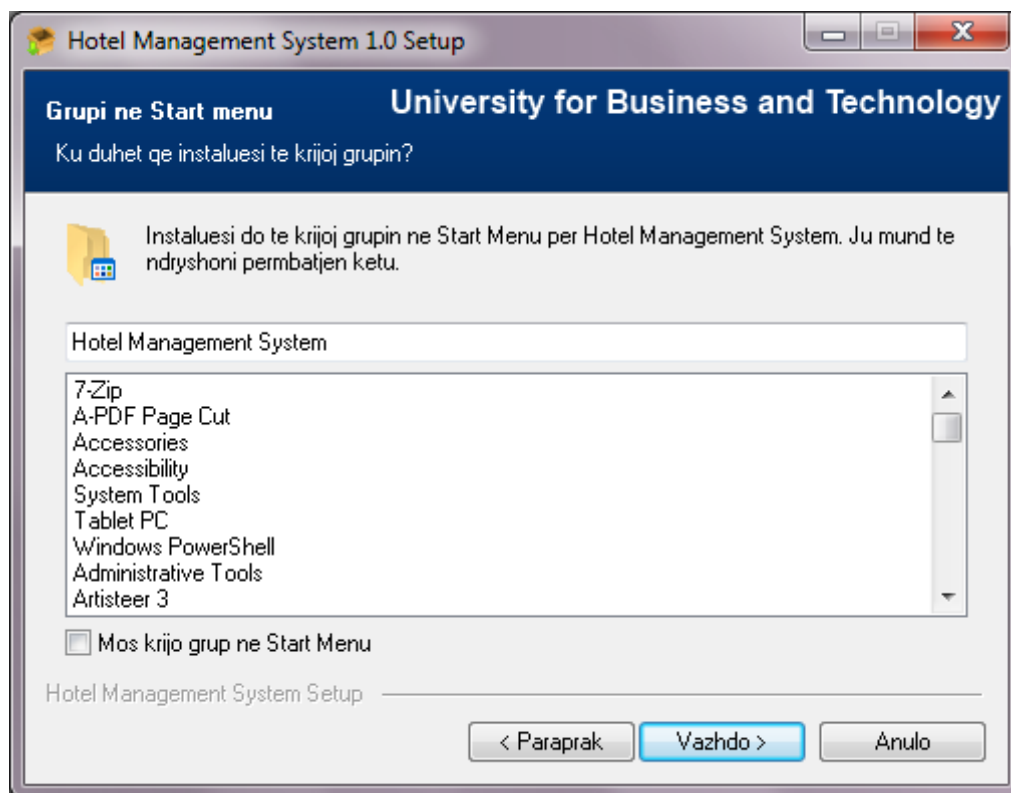 Hotel Management System 1.0 Setup
University for Business and Technology
Grupi ne Start menu
Ku duhet qe instaluesi te krijoj grupin?
Instaluesi do te krijoj grupin ne Start Menu per Hotel Management System. Ju mund te
ndryshoni permbatjen ketu.
Hotel Management System
7-Zip
A-PDF Page Cut
Accessories
Accessibility
System Tools
Tablet PC
Windows PowerShell
Administrative Tools
Artisteer 3
Mos krijo grup ne Start Menu
Hotel Management System Setup
< Paraprak
Vazhdo >
Anulo